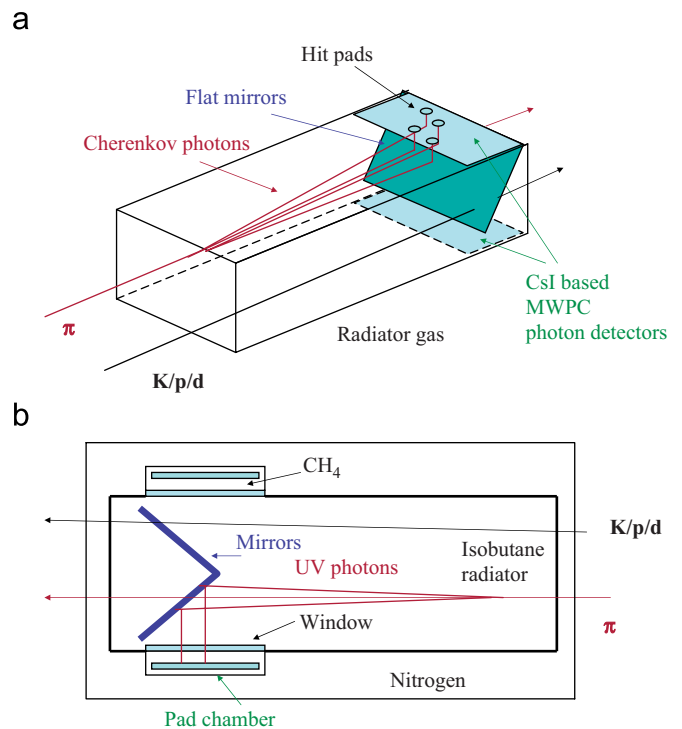 a
Hit pads
Flat mirrors
Cherenkov photons
CsI based
MWPC
photon detectors
π
Radiator gas
K/p/d
b
CH4
K/p/d
Mirrors
Isobutane
radiator
UV photons
π
Window
Nitrogen
Pad chamber